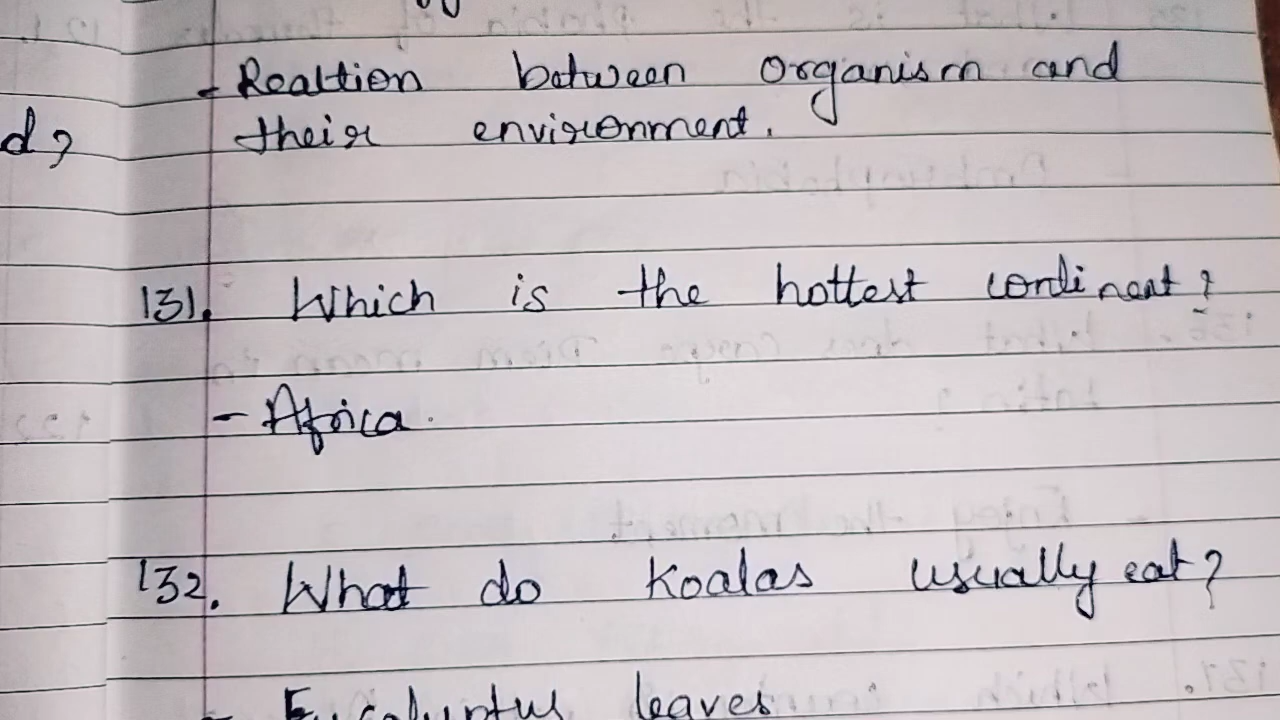 - Realtion between organism and
d?
their environment.
131. Which is the hottest continent?
- Africa.
132. What do Koalas usually eat?
- Eucalyptus leaves